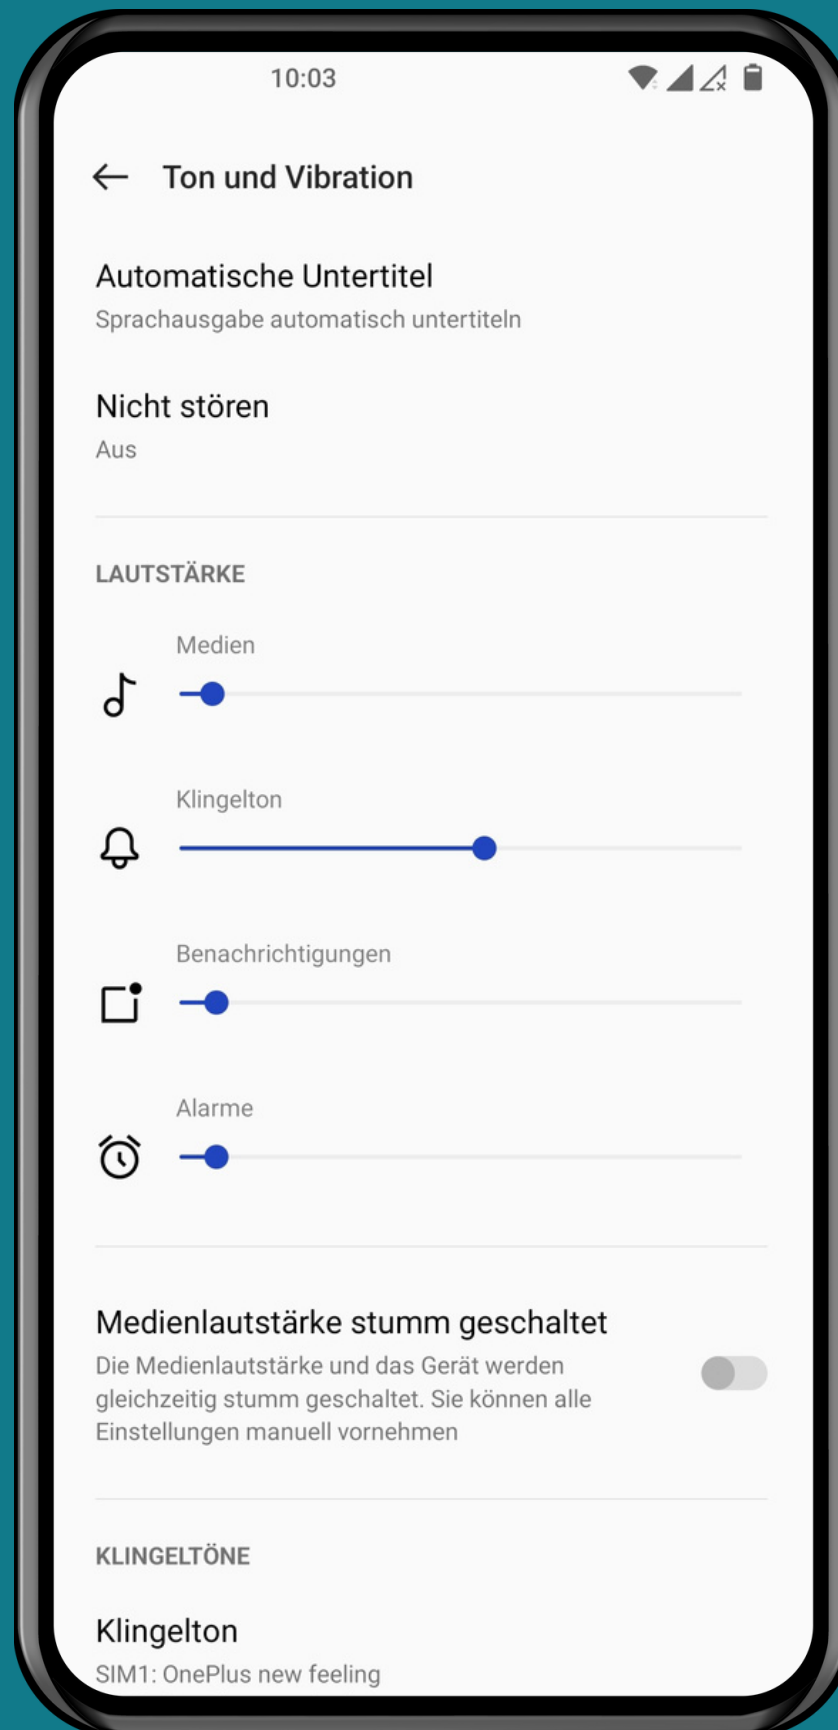 10:03
Ton und Vibration
Automatische Untertitel
Sprachausgabe automatisch untertiteln
Nicht stören
Aus
LAUTSTÄRKE
Medien
Klingelton
Benachrichtigungen
Alarme
Medienlautstärke stumm geschaltet
Die Medienlautstärke und das Gerät werden
gleichzeitig stumm geschaltet. Sie können alle
Einstellungen manuell vornehmen
KLINGELTÖNE
Klingelton
SIM1: OnePlus new feeling